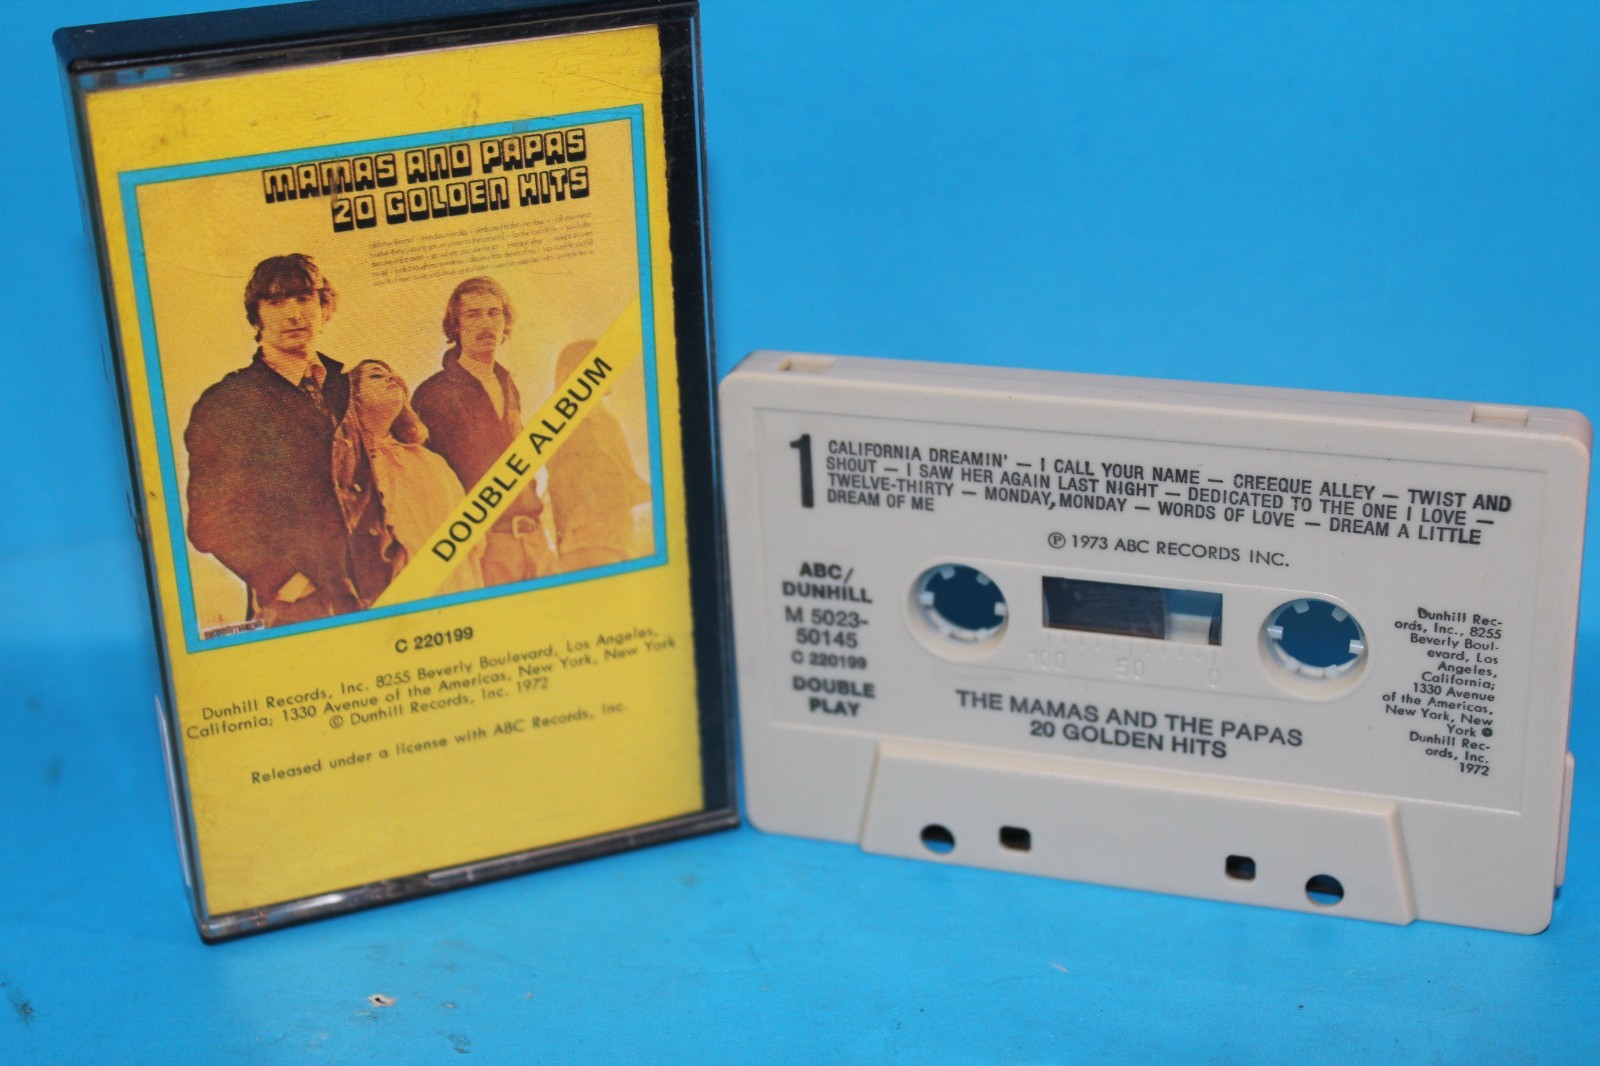 MAMAS AND PAPAS
20 GOLDEN HITS
DOUBLE ALBUM
C 220199
Dunhill Records, Inc. 8255 Beverly Boulevard, Los Angeles,
California; 1330 Avenue of the Americas, New York, New York
© Dunhill Records, Inc. 1972
Released under a license with ABC Records, Inc.
1
CALIFORNIA DREAMIN' – I CALL YOUR NAME – CREEQUE ALLEY – TWIST AND
SHOUT – I SAW HER AGAIN LAST NIGHT – DEDICATED TO THE ONE I LOVE –
TWELVE-THIRTY – MONDAY, MONDAY – WORDS OF LOVE – DREAM A LITTLE
DREAM OF ME
℗ 1973 ABC RECORDS INC.
ABC/
DUNHILL
M 5023-
50145
C 220199
DOUBLE
PLAY
100 50 0
THE MAMAS AND THE PAPAS
20 GOLDEN HITS
Dunhill Rec-
ords, Inc., 8255
Beverly Boul-
evard, Los
Angeles,
California;
1330 Avenue
of the Americas,
New York, New
York ©
Dunhill Rec-
ords, Inc.
1972